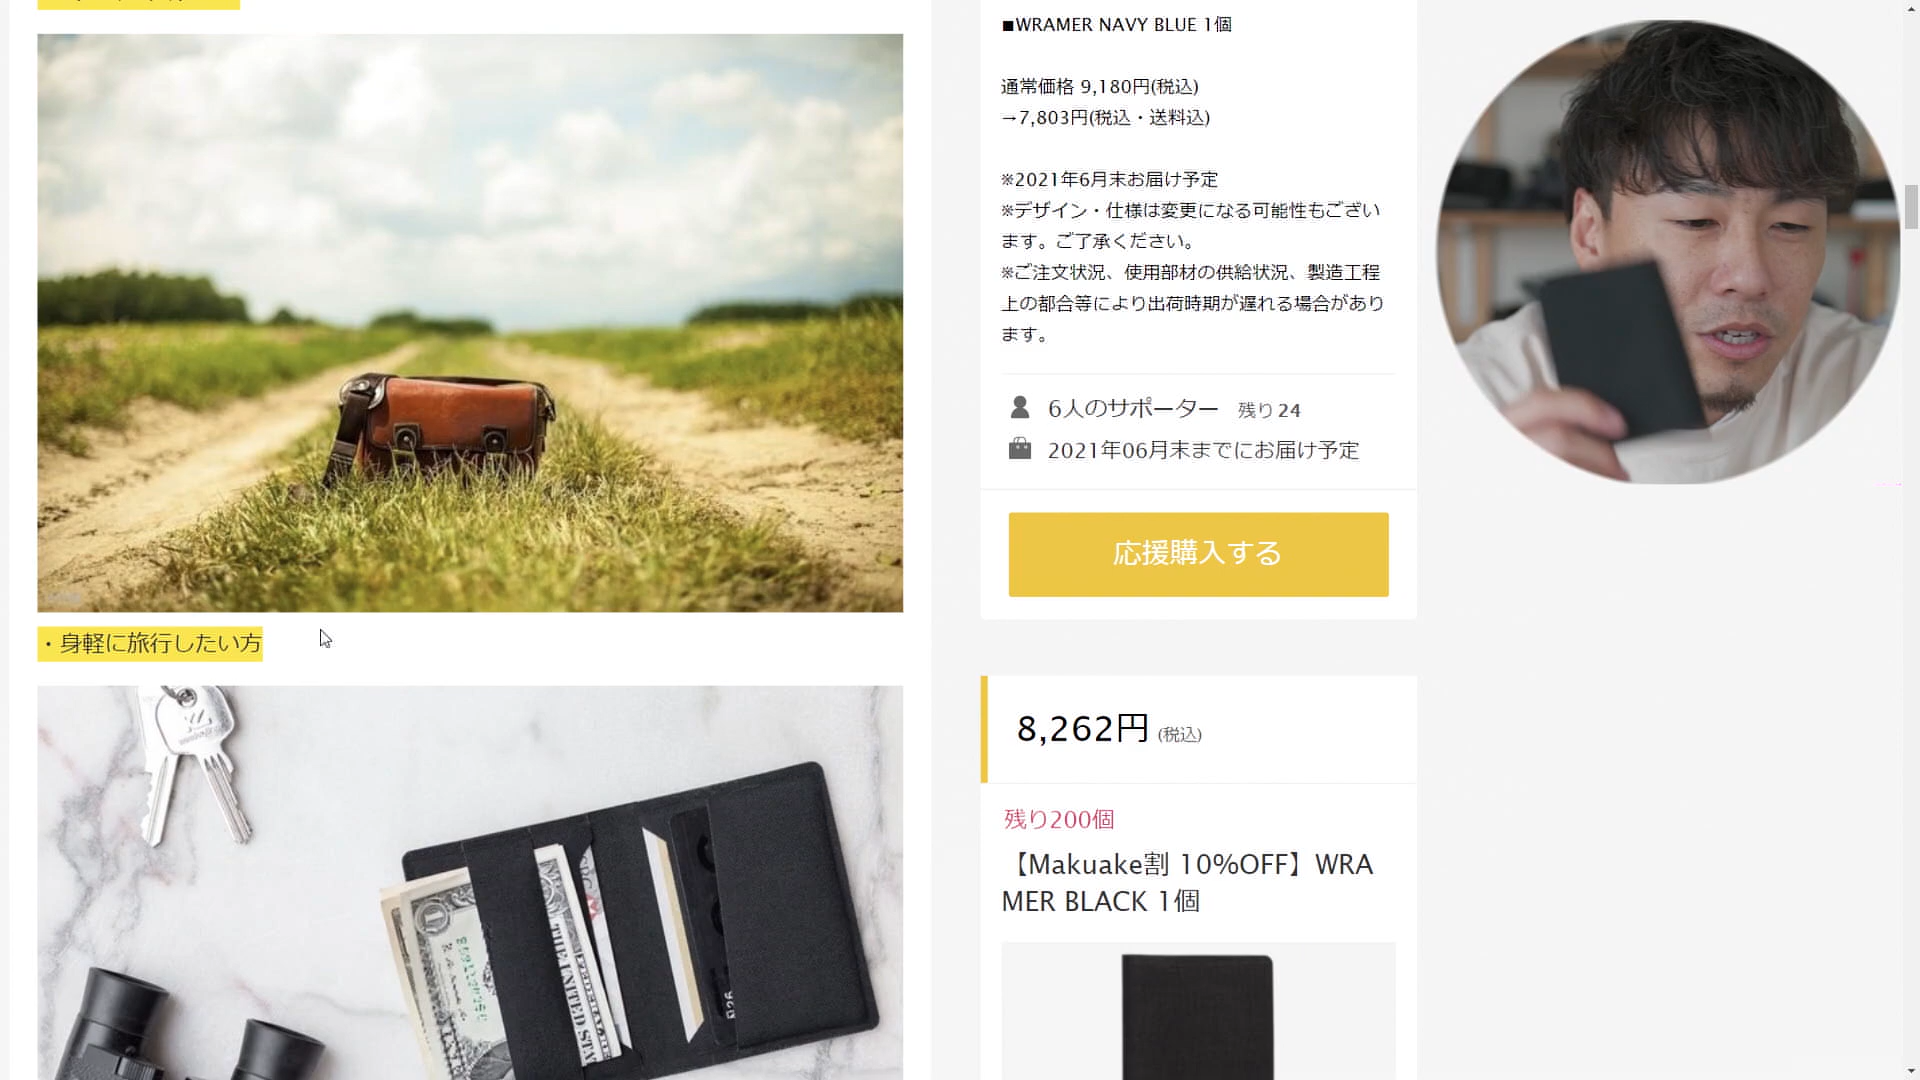 ・身軽に旅行したい方
■WRAMER NAVY BLUE 1個
通常価格 9,180円(税込)
→7,803円(税込・送料込)
※2021年6月末お届け予定
※デザイン・仕様は変更になる可能性もござい
ます。ご了承ください。
※ご注文状況、使用部材の供給状況、製造工程
上の都合等により出荷時期が遅れる場合があり
ます。
6人のサポーター 残り24
2021年06月末までにお届け予定
応援購入する
8,262円 (税込)
残り200個
【Makuake割 10%OFF】WRA
MER BLACK 1個
THE UNITED STA